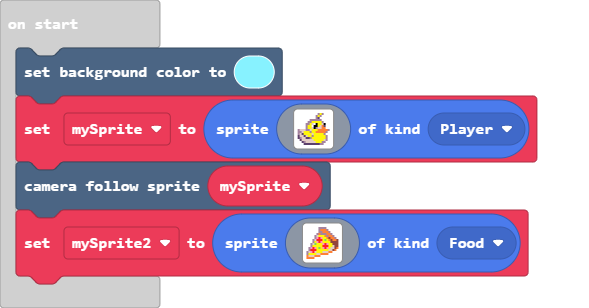 on start
set background color to
set mySprite to sprite of kind Player
camera follow sprite mySprite
set mySprite2 to sprite of kind Food